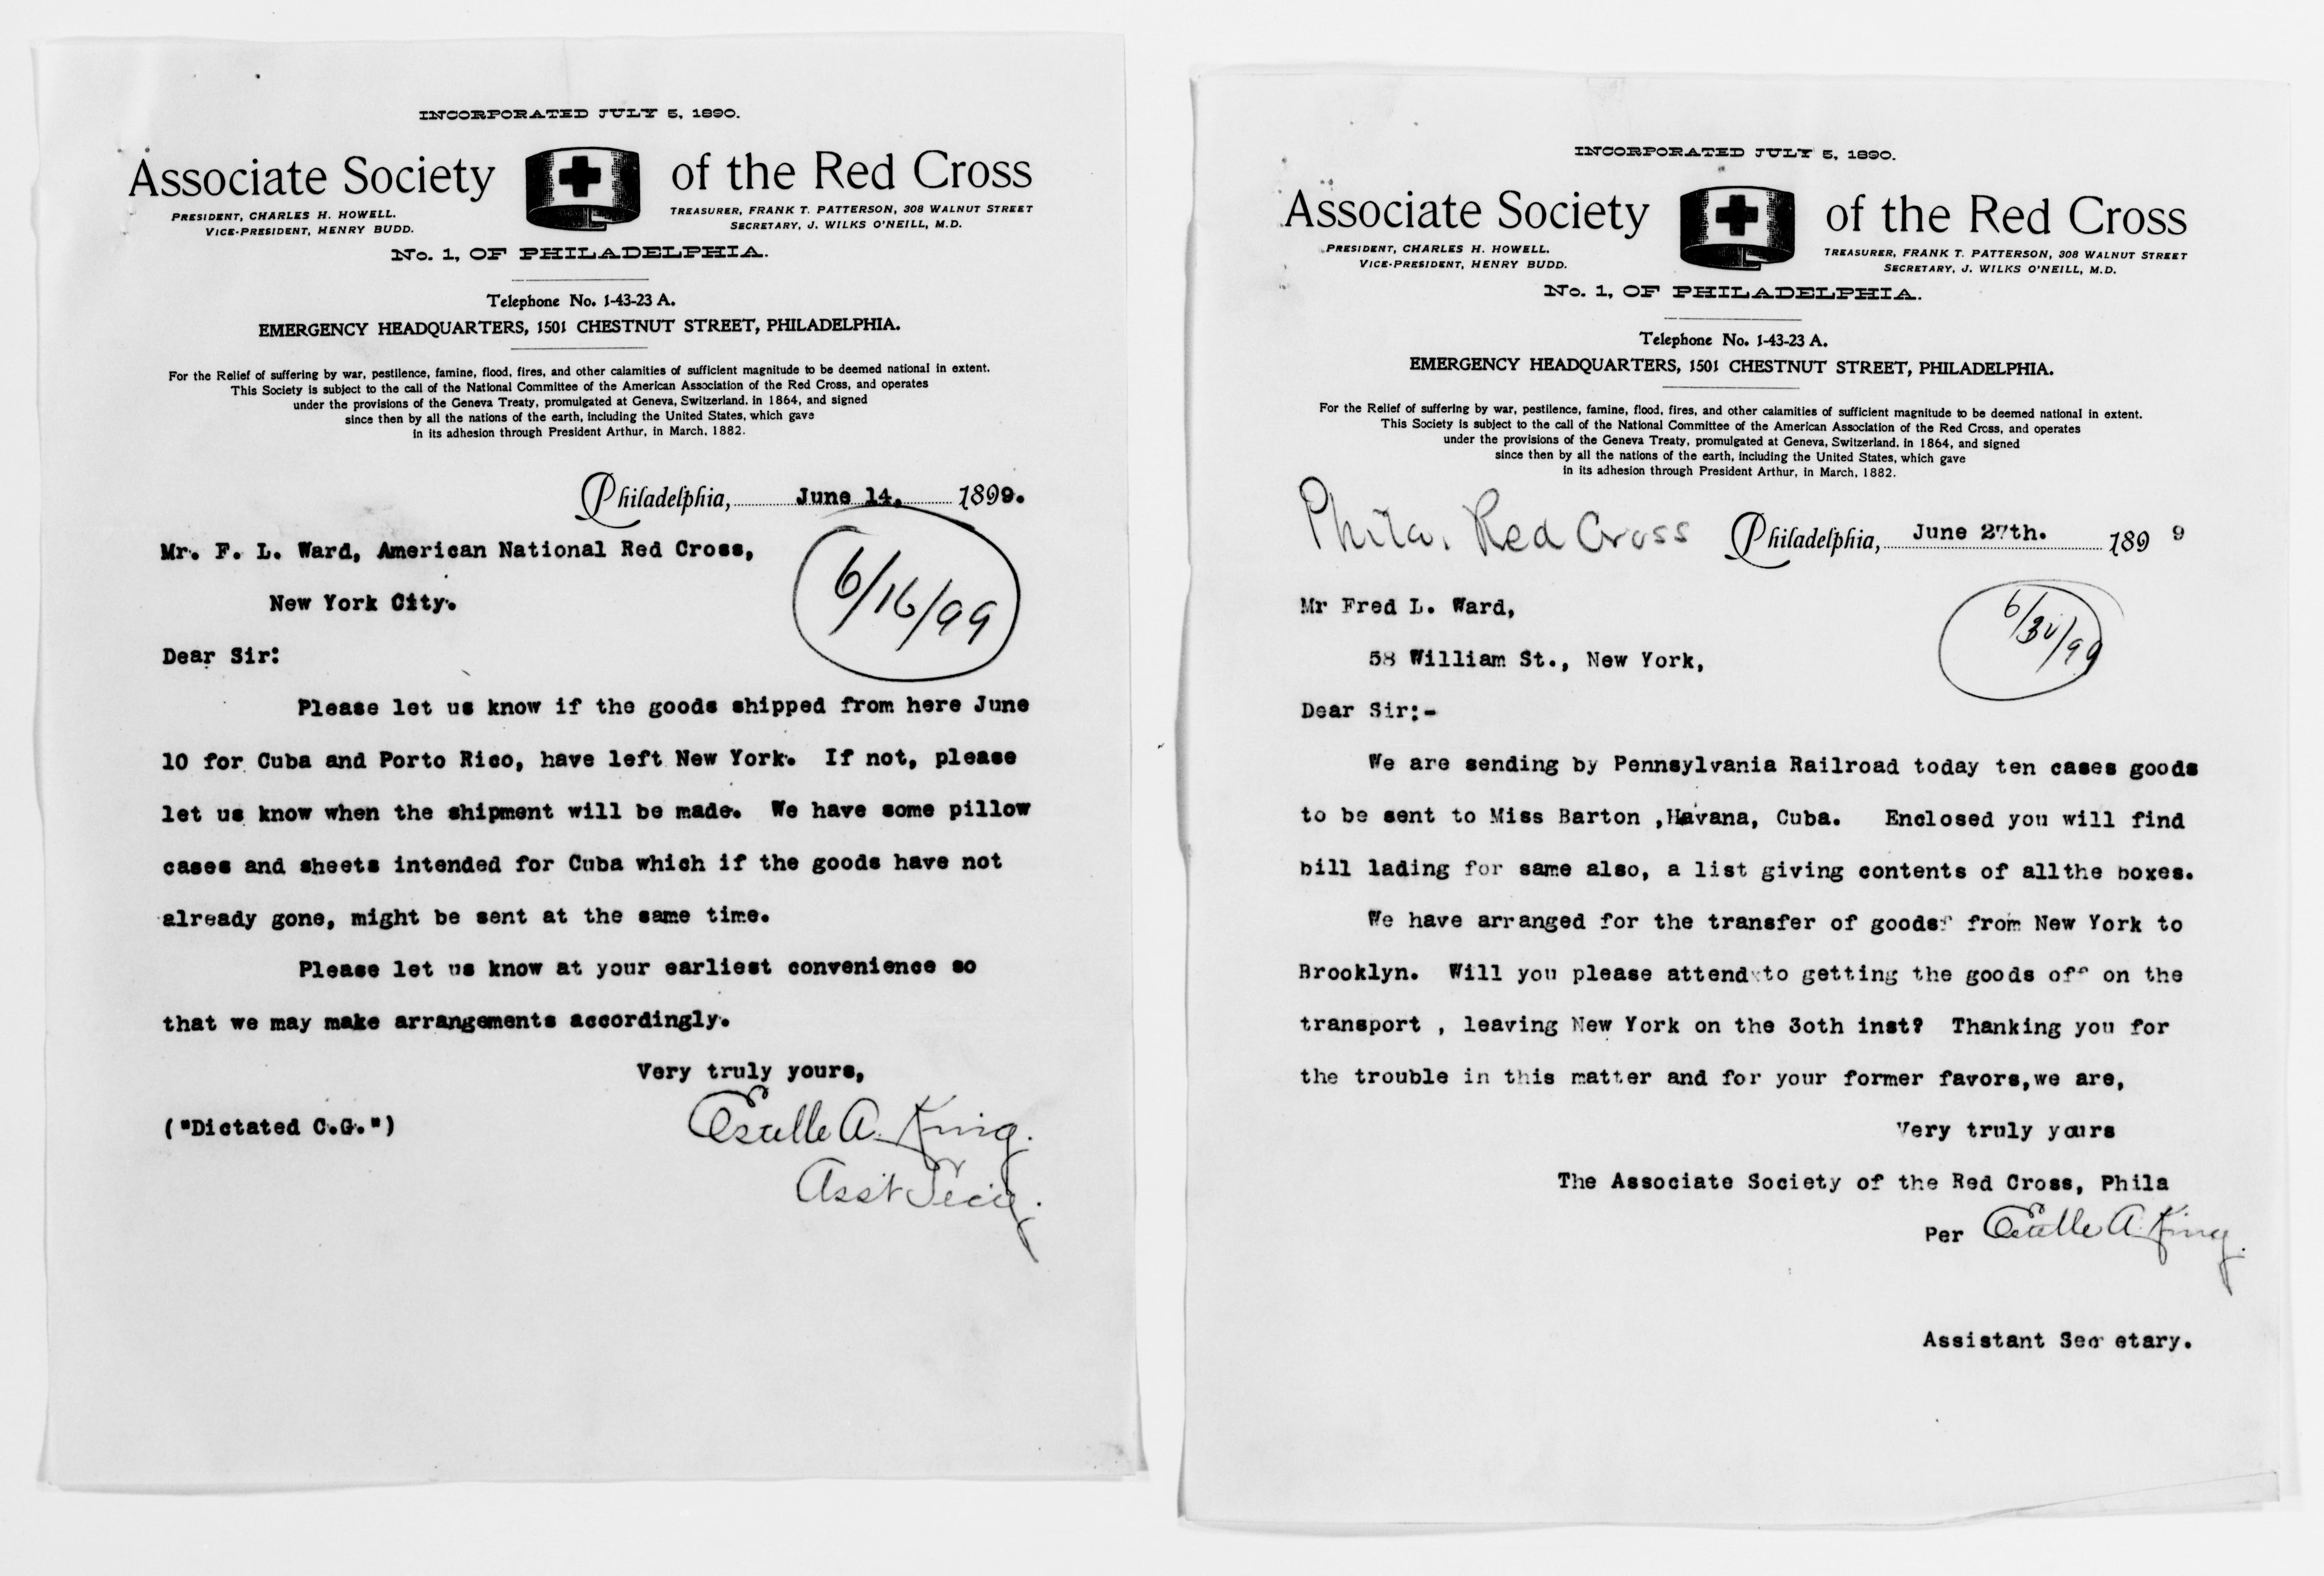 INCORPORATED JULY 5, 1890.
Associate Society of the Red Cross
PRESIDENT, CHARLES H. HOWELL.
VICE-PRESIDENT, HENRY BUDD.
TREASURER, FRANK T. PATTERSON, 308 WALNUT STREET
SECRETARY, J. WILKS O'NEILL, M.D.
No. 1, OF PHILADELPHIA.
Telephone No. 1-43-23 A.
EMERGENCY HEADQUARTERS, 1501 CHESTNUT STREET, PHILADELPHIA.
For the Relief of suffering by war, pestilence, famine, flood, fires, and other calamities of sufficient magnitude to be deemed national in extent.
This Society is subject to the call of the National Committee of the American Association of the Red Cross, and operates
under the provisions of the Geneva Treaty, promulgated at Geneva, Switzerland, in 1864, and signed
since then by all the nations of the earth, including the United States, which gave
in its adhesion through President Arthur, in March, 1882.
Philadelphia, June 14, 1899.
Mr. F. L. Ward, American National Red Cross,
6/16/99
New York City.
Dear Sir:
Please let us know if the goods shipped from here June
10 for Cuba and Porto Rico, have left New York. If not, please
let us know when the shipment will be made. We have some pillow
cases and sheets intended for Cuba which if the goods have not
already gone, might be sent at the same time.
Please let us know at your earliest convenience so
that we may make arrangements accordingly.
Very truly yours,
("Dictated C.G.")
Estelle A. King.
Ass't Sec'y.
INCORPORATED JULY 5, 1890.
Associate Society of the Red Cross
PRESIDENT, CHARLES H. HOWELL.
VICE-PRESIDENT, HENRY BUDD.
TREASURER, FRANK T. PATTERSON, 308 WALNUT STREET
SECRETARY, J. WILKS O'NEILL, M.D.
No. 1, OF PHILADELPHIA.
Telephone No. 1-43-23 A.
EMERGENCY HEADQUARTERS, 1501 CHESTNUT STREET, PHILADELPHIA.
For the Relief of suffering by war, pestilence, famine, flood, fires, and other calamities of sufficient magnitude to be deemed national in extent.
This Society is subject to the call of the National Committee of the American Association of the Red Cross, and operates
under the provisions of the Geneva Treaty, promulgated at Geneva, Switzerland, in 1864, and signed
since then by all the nations of the earth, including the United States, which gave
in its adhesion through President Arthur, in March, 1882.
Phila. Red Cross
Philadelphia, June 27th. 189 9
Mr Fred L. Ward,
58 William St., New York,
Dear Sir:-
We are sending by Pennsylvania Railroad today ten cases goods
to be sent to Miss Barton ,Havana, Cuba. Enclosed you will find
bill lading for same also, a list giving contents of allthe boxes.
We have arranged for the transfer of goods from New York to
Brooklyn. Will you please attend to getting the goods off on the
transport , leaving New York on the 3oth inst? Thanking you for
the trouble in this matter and for your former favors,we are,
Very truly yours
The Associate Society of the Red Cross, Phila
Per Estelle A. King.
Assistant Secretary.